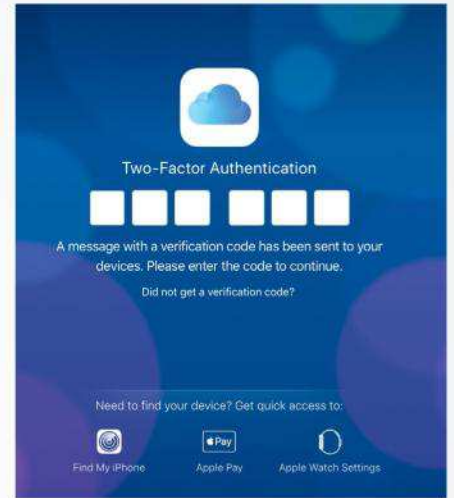 Two-Factor Authentication
A message with a verification code has been sent to your
devices. Please enter the code to continue.
Did not get a verification code?
Need to find your device? Get quick access to:
Pay
Find My iPhone
Apple Pay
Apple Watch Settings